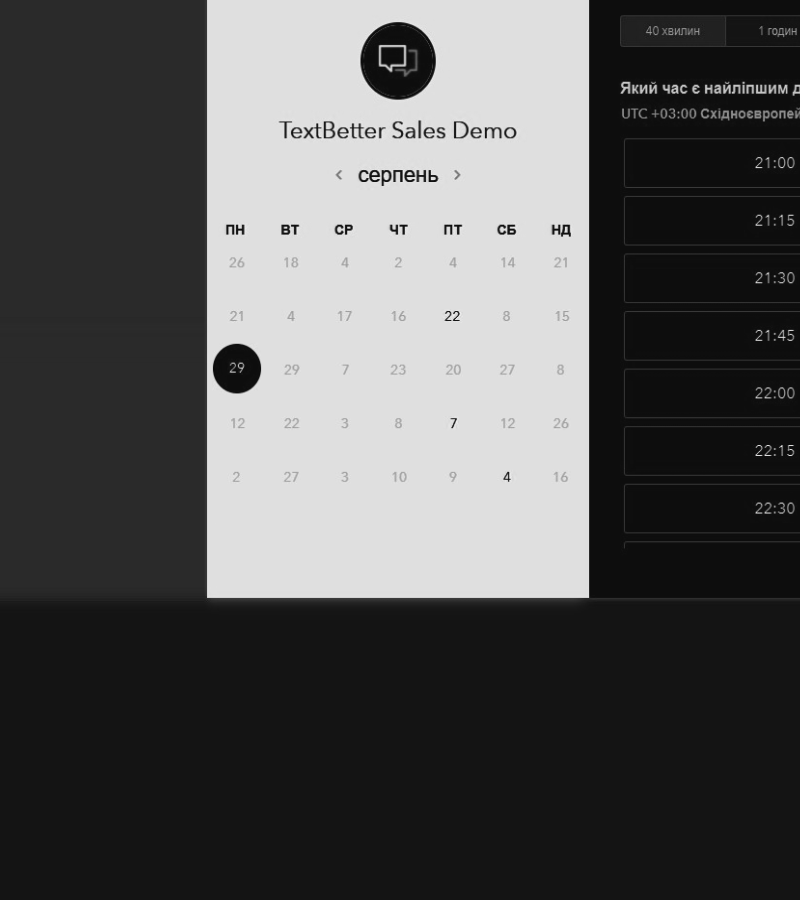 TextBetter Sales Demo
‹ серпень ›
ПН ВТ СР ЧТ ПТ СБ НД
26 18 4 2 4 14 21
21 4 17 16 22 8 15
29 29 7 23 20 27 8
12 22 3 8 7 12 26
2 27 3 10 9 4 16
40 хвилин 1 годин
Який час є найліпшим д
UTC +03:00 Східноєвропей
21:00
21:15
21:30
21:45
22:00
22:15
22:30